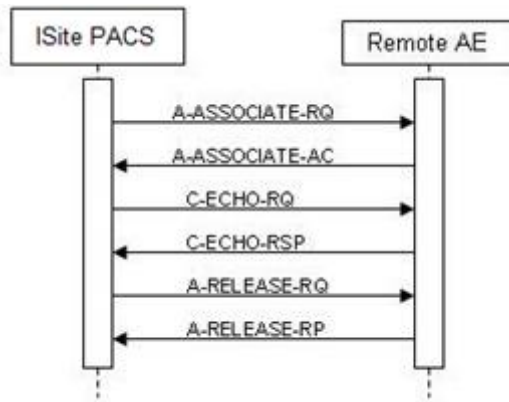 ISite PACS
Remote AE
A-ASSOCIATE-RQ
A-ASSOCIATE-AC
C-ECHO-RQ
C-ECHO-RSP
A-RELEASE-RQ
A-RELEASE-RP